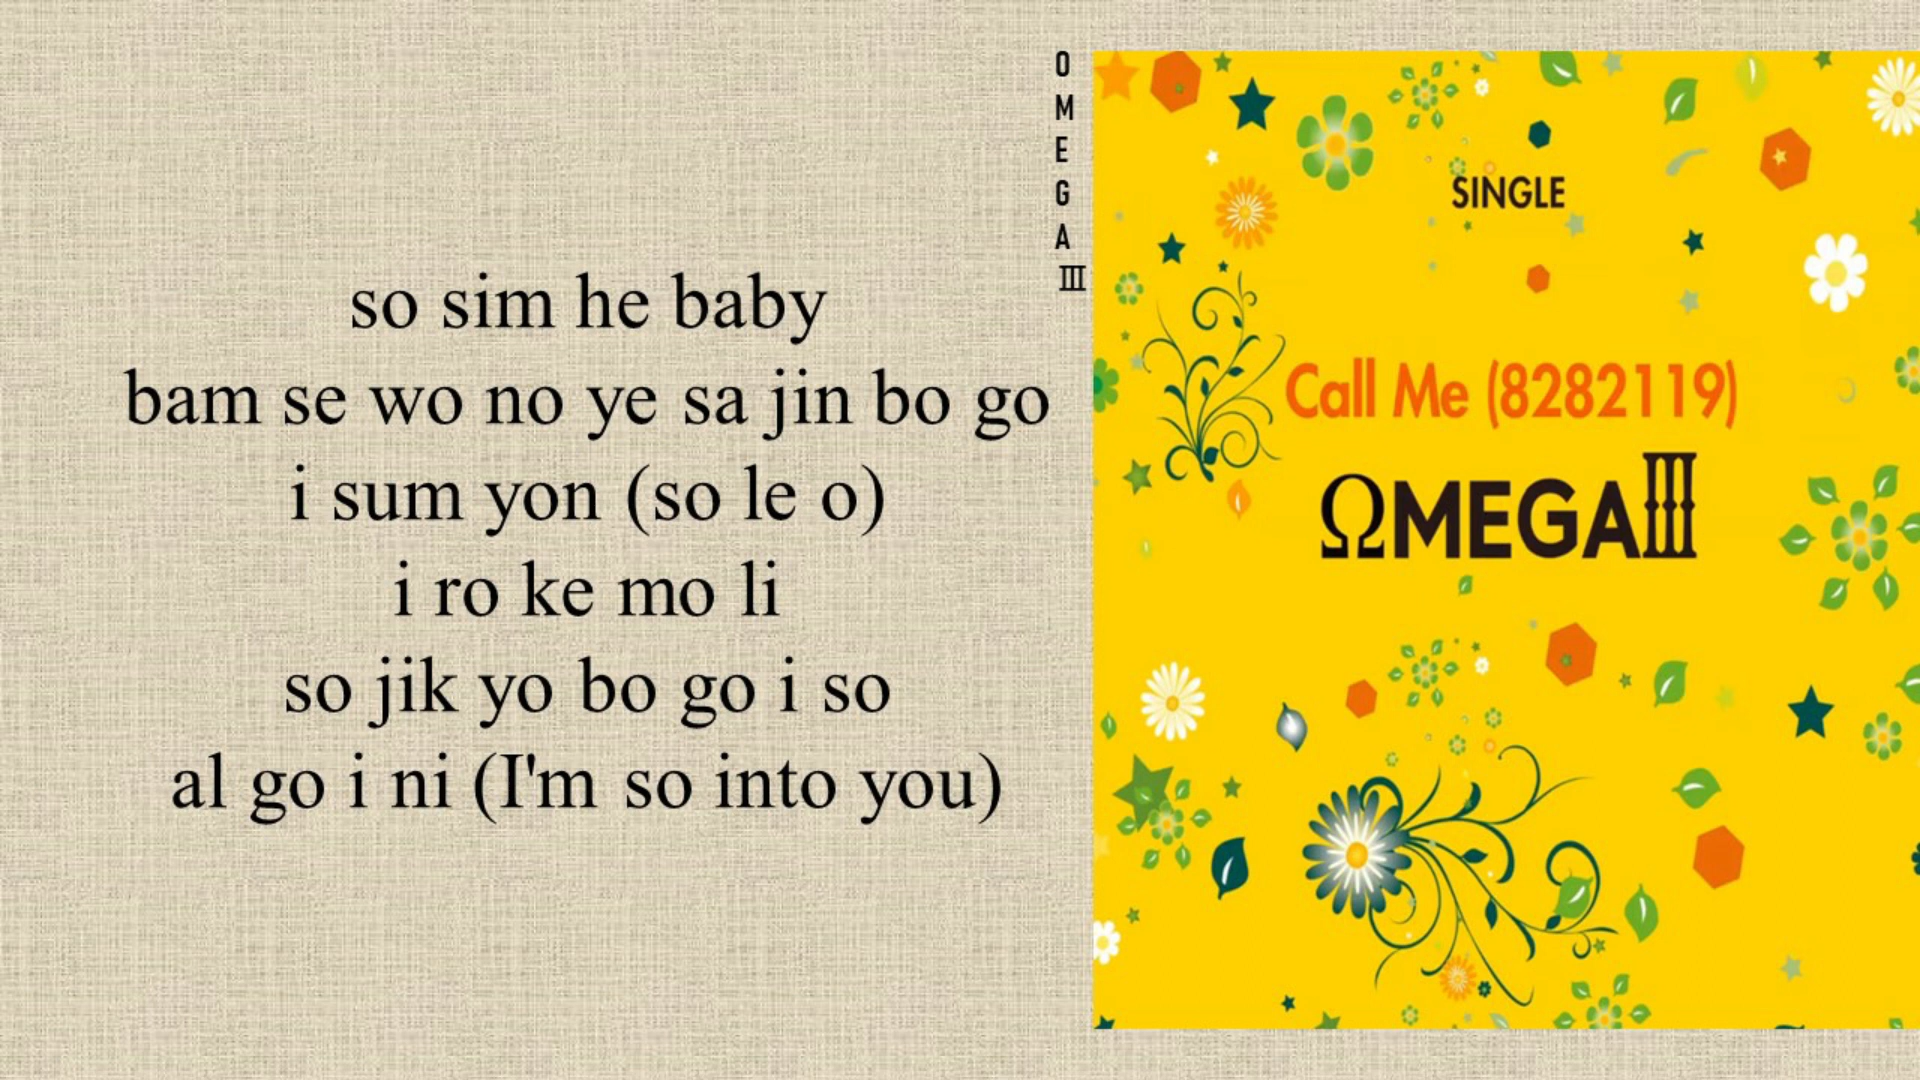 so sim he baby
bam se wo no ye sa jin bo go
i sum yon (so le o)
i ro ke mo li
so jik yo bo go i so
al go i ni (I'm so into you)
OMEGAⅢ
SINGLE
Call Me (8282119)
ΩMEGAⅢ